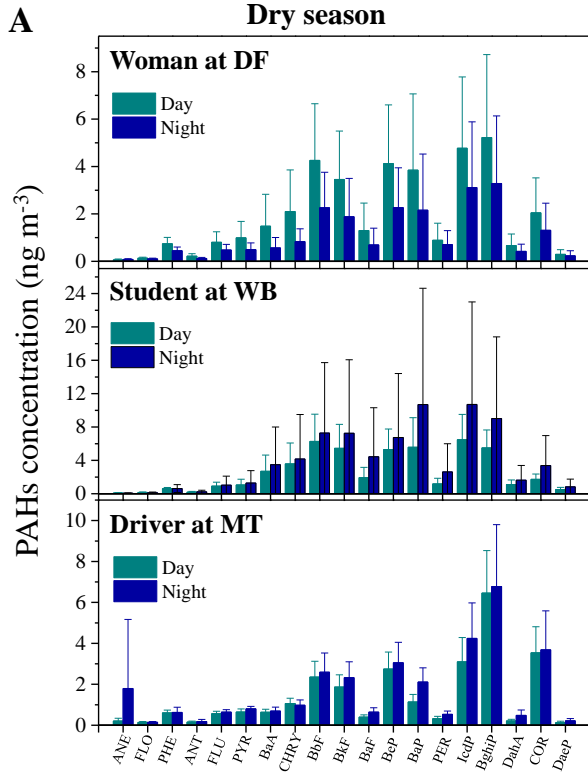 A
Dry season
PAHs concentration (ng m⁻³)
Woman at DF
Day
Night
8
6
4
2
0
Student at WB
Day
Night
24
20
16
12
8
4
0
Driver at MT
Day
Night
10
8
6
4
2
0
ANE FLO PHE ANT FLU PYR BaA CHRY BbF BkF BaF BeP BaP PER IcdP BghiP DahA COR DaeP